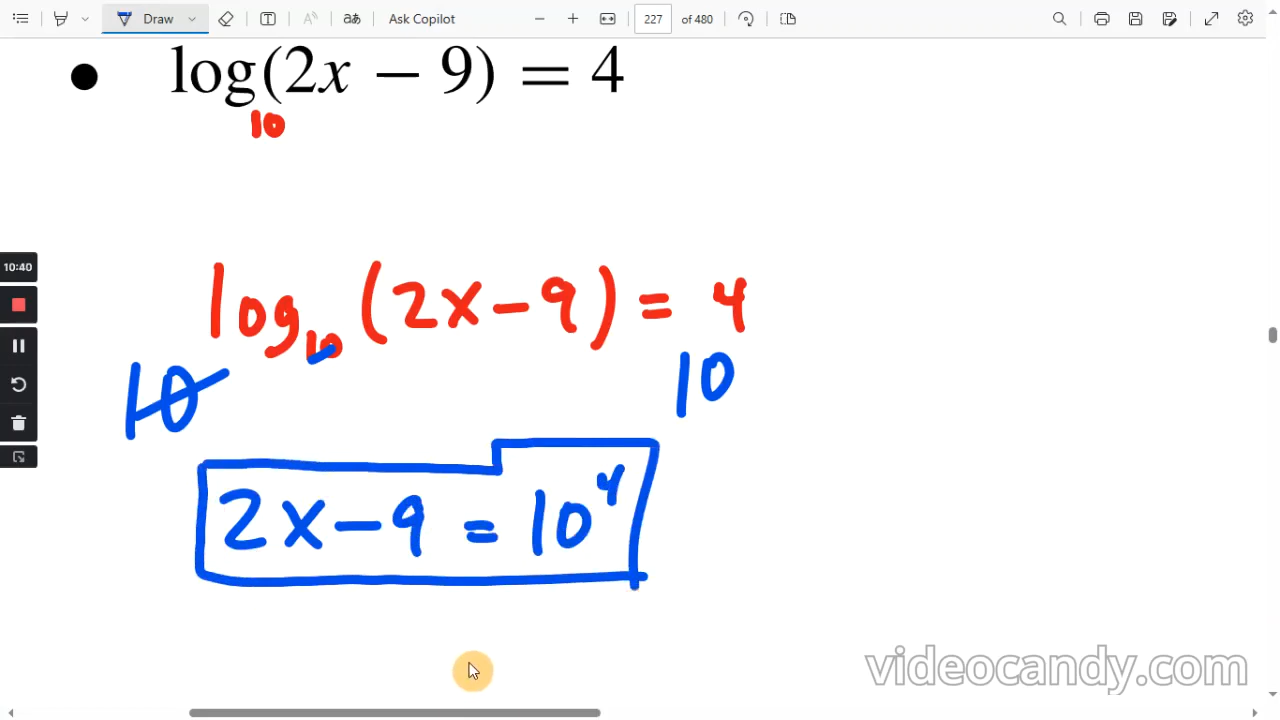 Draw
Ask Copilot
227 of 480
● log(2x − 9) = 4
10
10:40
log₁₀ (2x−9) = 4
10 10
2x−9 = 10⁴
videocandy.com